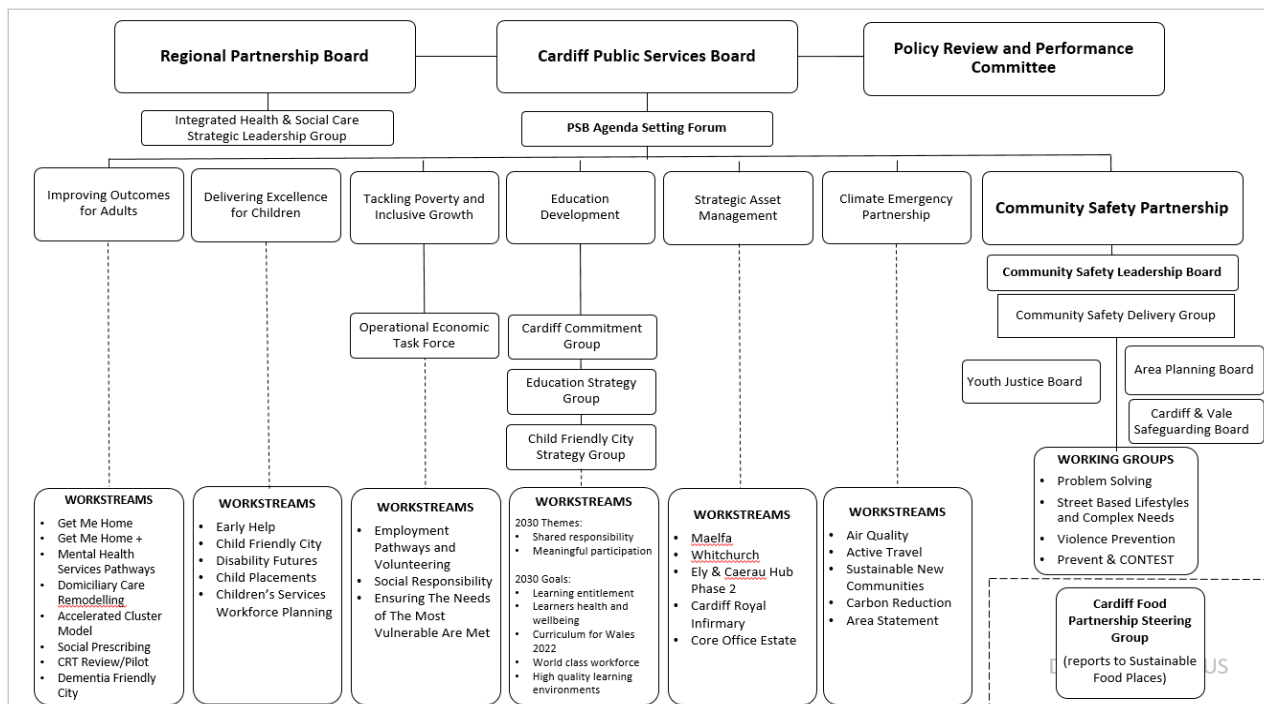 Regional Partnership Board
Cardiff Public Services Board
Policy Review and Performance
Committee
Integrated Health & Social Care
Strategic Leadership Group
PSB Agenda Setting Forum
Improving Outcomes
for Adults
Delivering Excellence
for Children
Tackling Poverty and
Inclusive Growth
Education
Development
Strategic Asset
Management
Climate Emergency
Partnership
Community Safety Partnership
Community Safety Leadership Board
Community Safety Delivery Group
Operational Economic
Task Force
Cardiff Commitment
Group
Education Strategy
Group
Child Friendly City
Strategy Group
Youth Justice Board
Area Planning Board
Cardiff & Vale
Safeguarding Board
WORKSTREAMS
• Get Me Home
• Get Me Home +
• Mental Health
Services Pathways
• Domiciliary Care
Remodelling
• Accelerated Cluster
Model
• Social Prescribing
• CRT Review/Pilot
• Dementia Friendly
City
WORKSTREAMS
• Early Help
• Child Friendly City
• Disability Futures
• Child Placements
• Children's Services
Workforce Planning
WORKSTREAMS
• Employment
Pathways and
Volunteering
• Social Responsibility
• Ensuring The Needs
of The Most
Vulnerable Are Met
WORKSTREAMS
2030 Themes:
• Shared responsibility
• Meaningful participation
2030 Goals:
• Learning entitlement
• Learners health and
wellbeing
• Curriculum for Wales
2022
• World class workforce
• High quality learning
environments
WORKSTREAMS
• Maelfa
• Whitchurch
• Ely & Caerau Hub
Phase 2
• Cardiff Royal
Infirmary
• Core Office Estate
WORKSTREAMS
• Air Quality
• Active Travel
• Sustainable New
Communities
• Carbon Reduction
• Area Statement
WORKING GROUPS
• Problem Solving
• Street Based Lifestyles
and Complex Needs
• Violence Prevention
• Prevent & CONTEST
Cardiff Food
Partnership Steering
Group
(reports to Sustainable
Food Places)